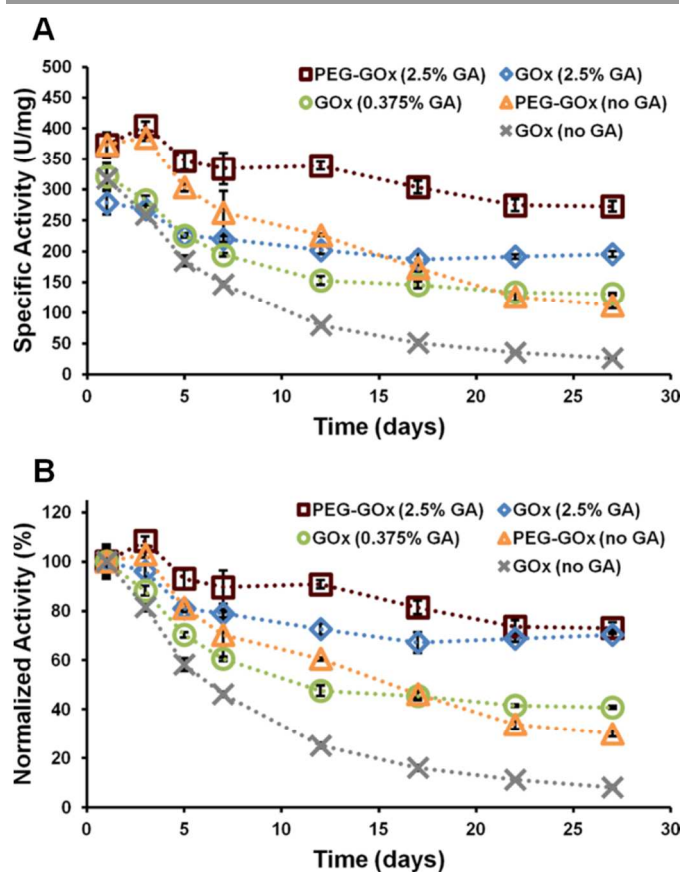 A
Specific Activity (U/mg)
500
450
400
350
300
250
200
150
100
50
0
PEG-GOx (2.5% GA)
GOx (2.5% GA)
GOx (0.375% GA)
PEG-GOx (no GA)
GOx (no GA)
0 5 10 15 20 25 30
Time (days)
B
Normalized Activity (%)
120
100
80
60
40
20
0
PEG-GOx (2.5% GA)
GOx (2.5% GA)
GOx (0.375% GA)
PEG-GOx (no GA)
GOx (no GA)
0 5 10 15 20 25 30
Time (days)